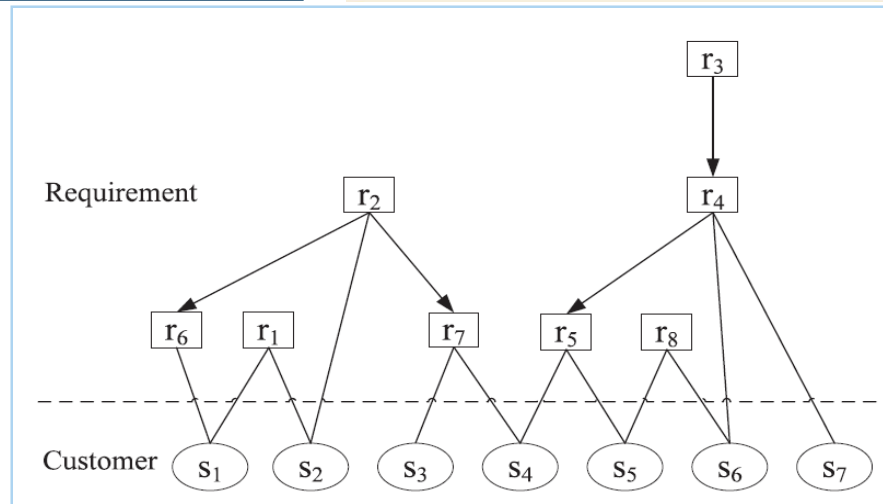 r₃
Requirement r₂ r₄
r₆ r₁ r₇ r₅ r₈
Customer s₁ s₂ s₃ s₄ s₅ s₆ s₇